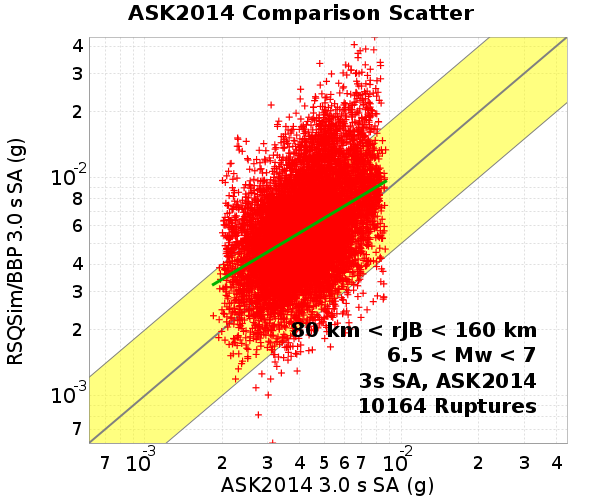 ASK2014 Comparison Scatter
RSQSim/BBP 3.0 s SA (g)
4
3
2
10-2
8
6
4
3
2
10-3
7
80 km < rJB < 160 km
6.5 < Mw < 7
3s SA, ASK2014
10164 Ruptures
7 10-3 2 3 4 5 6 7 10-2 2 3 4
ASK2014 3.0 s SA (g)